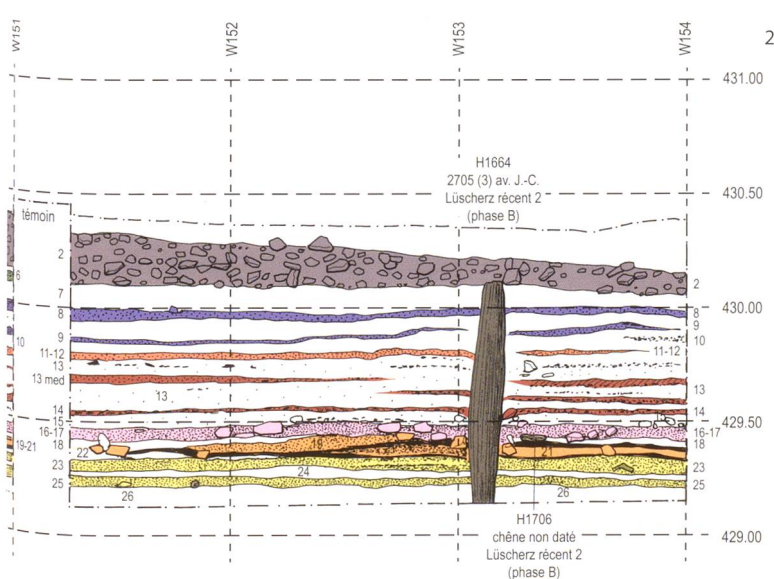 W151
W152
W153
W154
2
431.00
H1664
2705 (3) av. J.-C.
Lüscherz récent 2
(phase B)
430.50
témoin
2
2
6
7
430.00
8
8
9
9
10
10
11-12
11-12
13
13 med
13
13
14
14
15
429.50
16-17
16-17
19-21
18
19
18
22
21
23
24
23
25
25
26
26
429.00
H1706
chêne non daté
Lüscherz récent 2
(phase B)